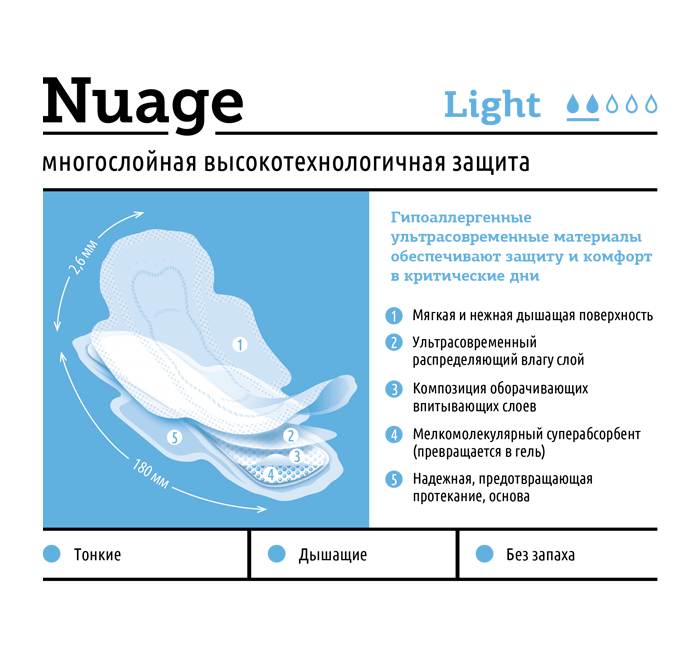 Nuage
Light
многослойная высокотехнологичная защита
2,6 мм
180 мм
1
2
3
4
5
Гипоаллергенные
ультрасовременные материалы
обеспечивают защиту и комфорт
в критические дни
1 Мягкая и нежная дышащая поверхность
2 Ультрасовременный
распределяющий влагу слой
3 Композиция оборачивающих
впитывающих слоев
4 Мелкомолекулярный суперабсорбент
(превращается в гель)
5 Надежная, предотвращающая
протекание, основа
Тонкие
Дышащие
Без запаха